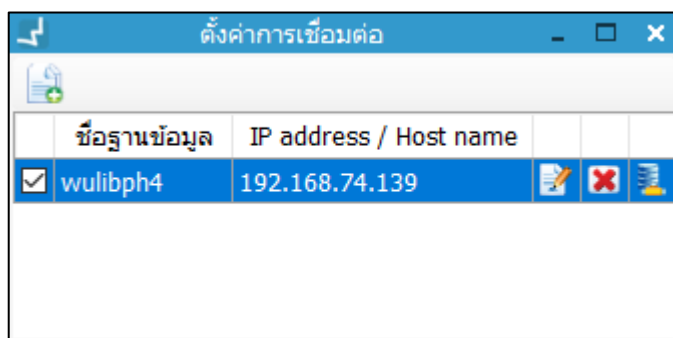 ตั้งค่าการเชื่อมต่อ
ชื่อฐานข้อมูล IP address / Host name
wulibph4 192.168.74.139